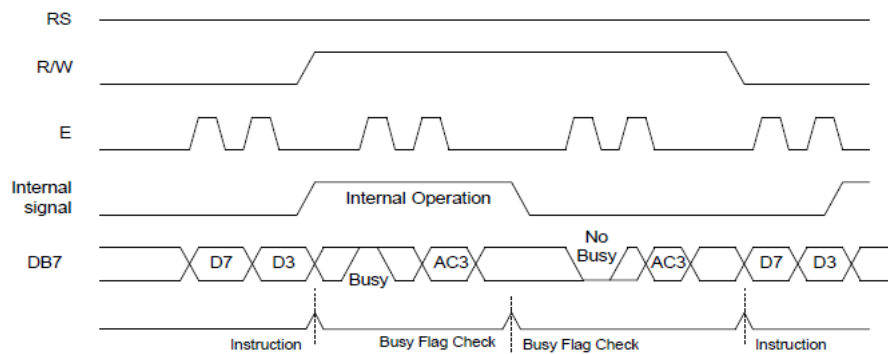 RS
R/W
E
Internal
signal
Internal Operation
DB7
D7
D3
Busy
AC3
No
Busy
AC3
D7
D3
Instruction
Busy Flag Check
Busy Flag Check
Instruction